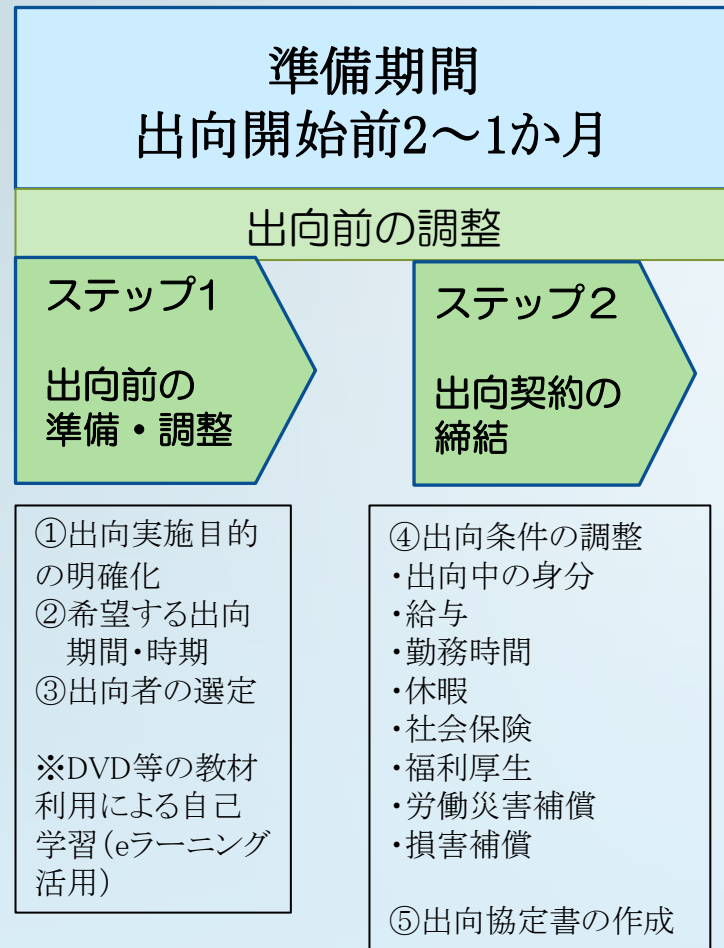 準備期間
出向開始前2～1か月
出向前の調整
ステップ1
出向前の
準備・調整
①出向実施目的
の明確化
②希望する出向
期間・時期
③出向者の選定
※DVD等の教材
利用による自己
学習(eラーニング
活用)
ステップ２
出向契約の
締結
④出向条件の調整
・出向中の身分
・給与
・勤務時間
・休暇
・社会保険
・福利厚生
・労働災害補償
・損害補償
⑤出向協定書の作成